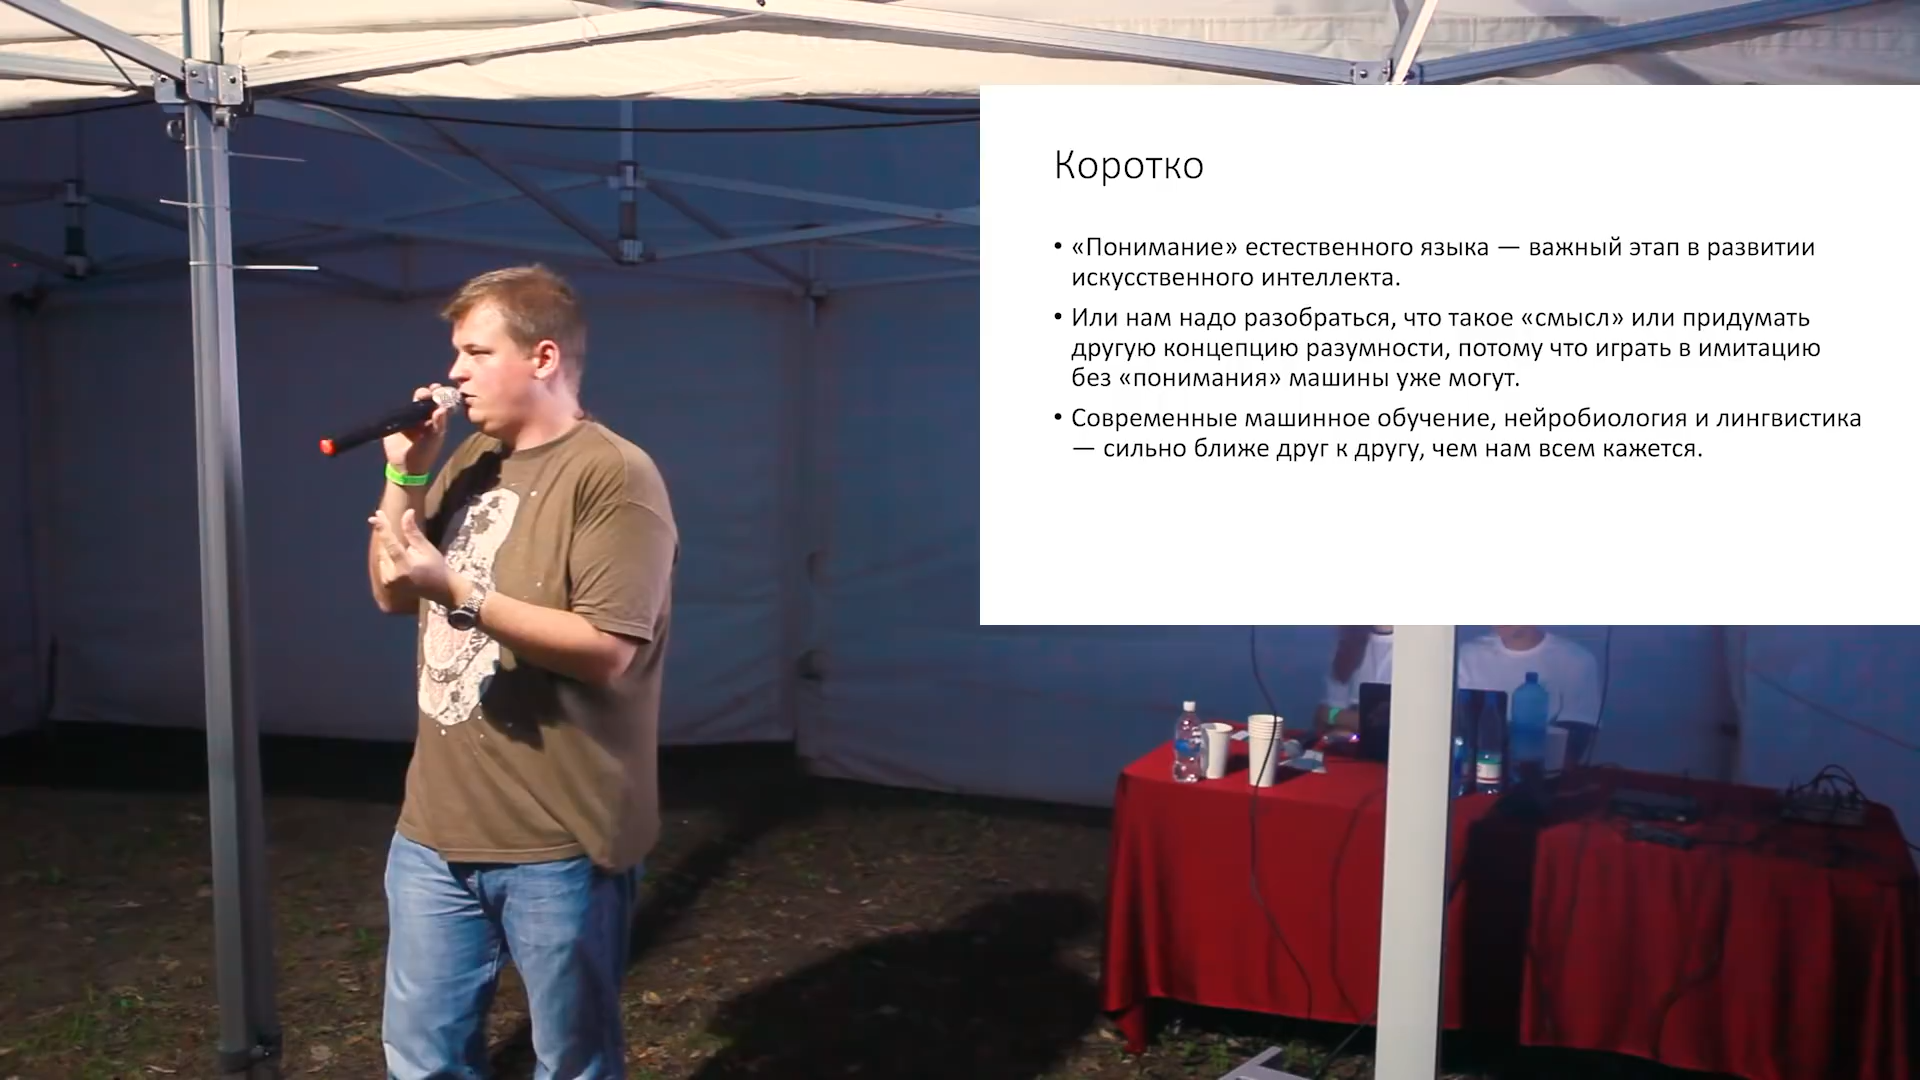 Коротко
• «Понимание» естественного языка — важный этап в развитии
искусственного интеллекта.
• Или нам надо разобраться, что такое «смысл» или придумать
другую концепцию разумности, потому что играть в имитацию
без «понимания» машины уже могут.
• Современные машинное обучение, нейробиология и лингвистика
— сильно ближе друг к другу, чем нам всем кажется.